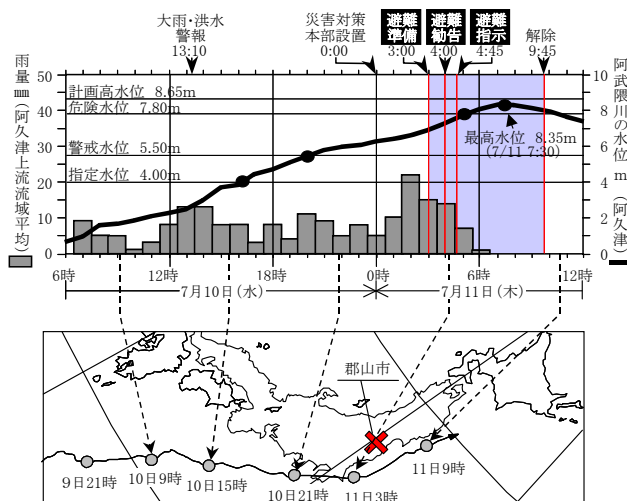 大雨・洪水
警報
13:10
災害対策
本部設置
0:00
避難
準備
3:00
避難
勧告
4:00
避難
指示
4:45
解除
9:45
雨量 (阿久津上流流域平均)
50
40
30
20
10
0
計画高水位 8.65m
危険水位 7.80m
警戒水位 5.50m
指定水位 4.00m
最高水位 8.35m
(7/11 7:30)
10
8
6
4
2
0
阿武隈川の水位 m (阿久津)
6時
12時
18時
0時
6時
12時
7月10日(水)
7月11日(木)
郡山市
9日21時
10日9時
10日15時
10日21時
11日3時
11日9時